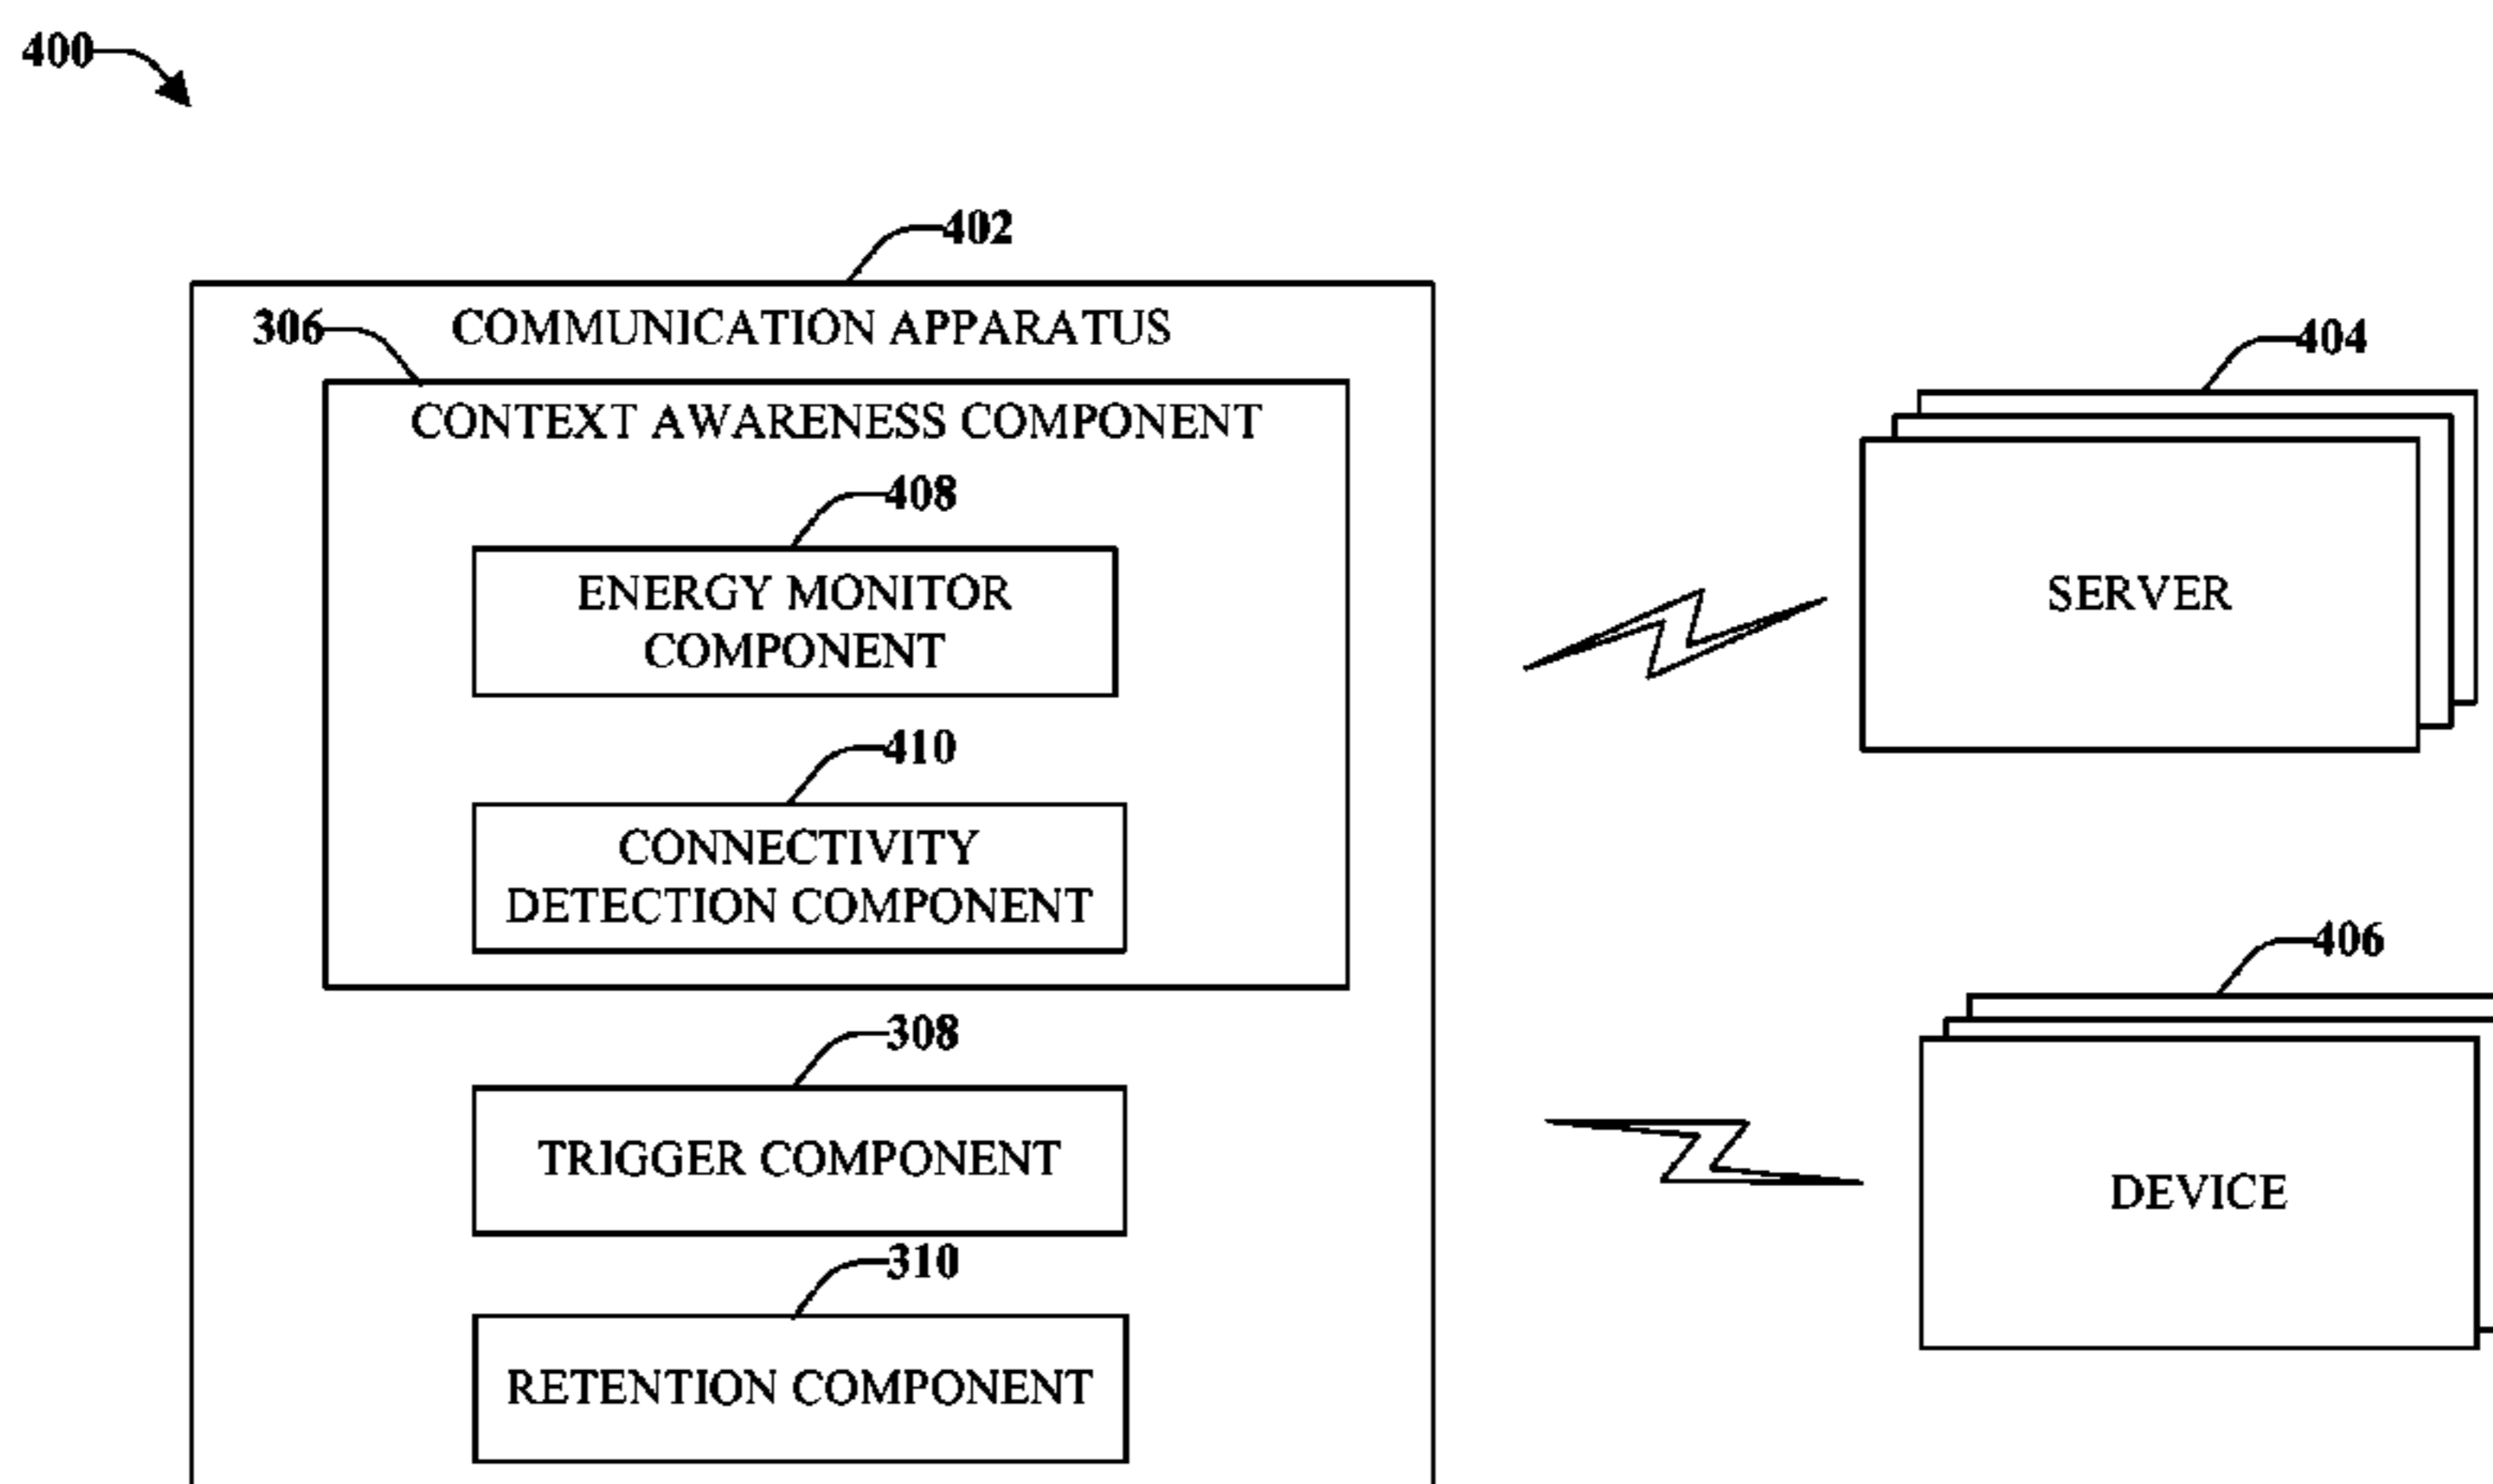 400
402
306
COMMUNICATION APPARATUS
CONTEXT AWARENESS COMPONENT
408
ENERGY MONITOR
COMPONENT
410
CONNECTIVITY
DETECTION COMPONENT
308
TRIGGER COMPONENT
310
RETENTION COMPONENT
404
SERVER
406
DEVICE